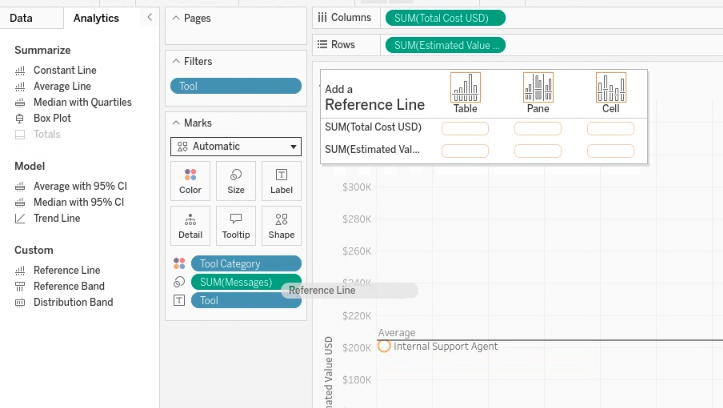 Data
Analytics
Summarize
Constant Line
Average Line
Median with Quartiles
Box Plot
Totals
Model
Average with 95% CI
Median with 95% CI
Trend Line
Custom
Reference Line
Reference Band
Distribution Band
Pages
Filters
Tool
Marks
Automatic
Color
Size
Label
Detail
Tooltip
Shape
Tool Category
SUM(Messages)
Tool
Reference Line
Columns
SUM(Total Cost USD)
Rows
SUM(Estimated Value ...
Add a
Reference Line
Table
Pane
Cell
SUM(Total Cost USD)
SUM(Estimated Val...
$300K
$280K
$260K
$240K
$220K
$200K
$180K
Average
Internal Support Agent
mated Value USD